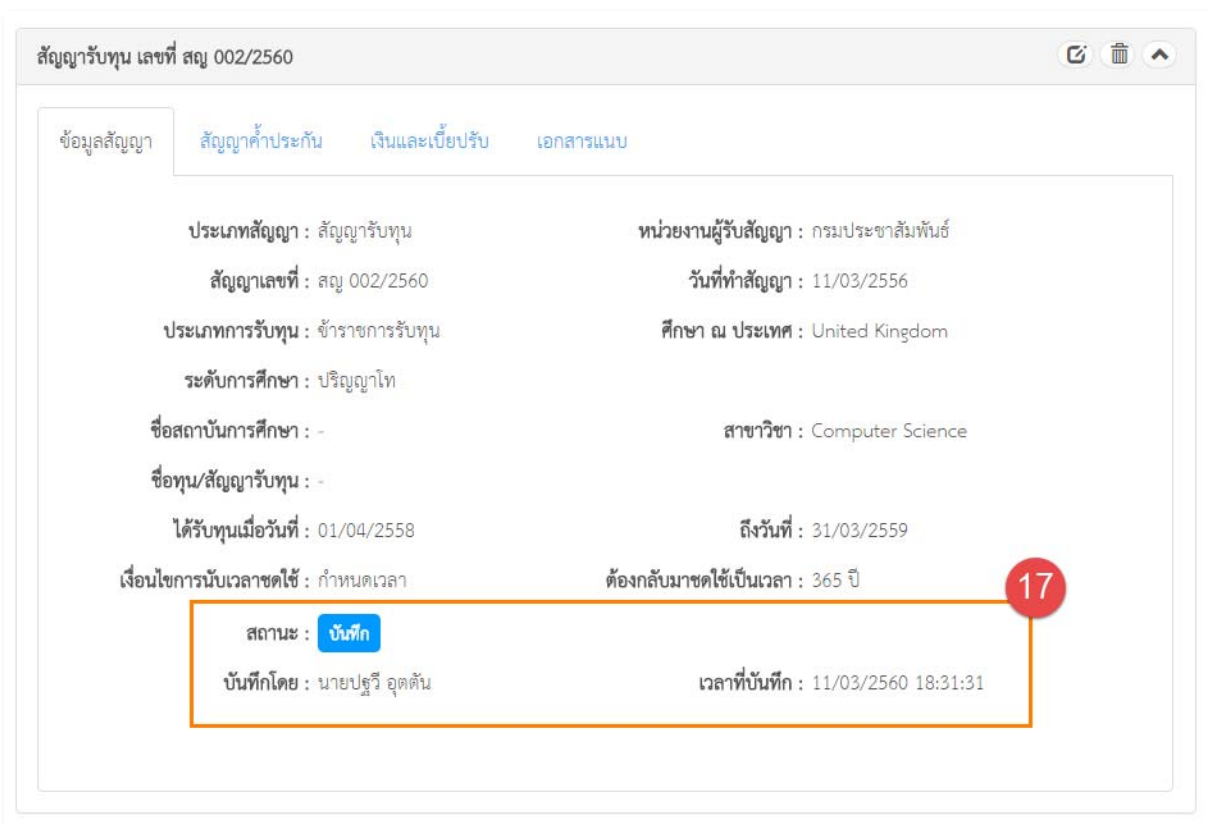 สัญญารับทุน เลขที่ สญ 002/2560
ข้อมูลสัญญา สัญญาค้ำประกัน เงินและเบี้ยปรับ เอกสารแนบ
ประเภทสัญญา : สัญญารับทุน หน่วยงานผู้รับสัญญา : กรมประชาสัมพันธ์
สัญญาเลขที่ : สญ 002/2560 วันที่ทำสัญญา : 11/03/2556
ประเภทการรับทุน : ข้าราชการรับทุน ศึกษา ณ ประเทศ : United Kingdom
ระดับการศึกษา : ปริญญาโท
ชื่อสถาบันการศึกษา : - สาขาวิชา : Computer Science
ชื่อทุน/สัญญารับทุน : -
ได้รับทุนเมื่อวันที่ : 01/04/2558 ถึงวันที่ : 31/03/2559
เงื่อนไขการนับเวลาชดใช้ : กำหนดเวลา ต้องกลับมาชดใช้เป็นเวลา : 365 ปี
17
สถานะ : บันทึก
บันทึกโดย : นายปฐวี อุตตัน เวลาที่บันทึก : 11/03/2560 18:31:31